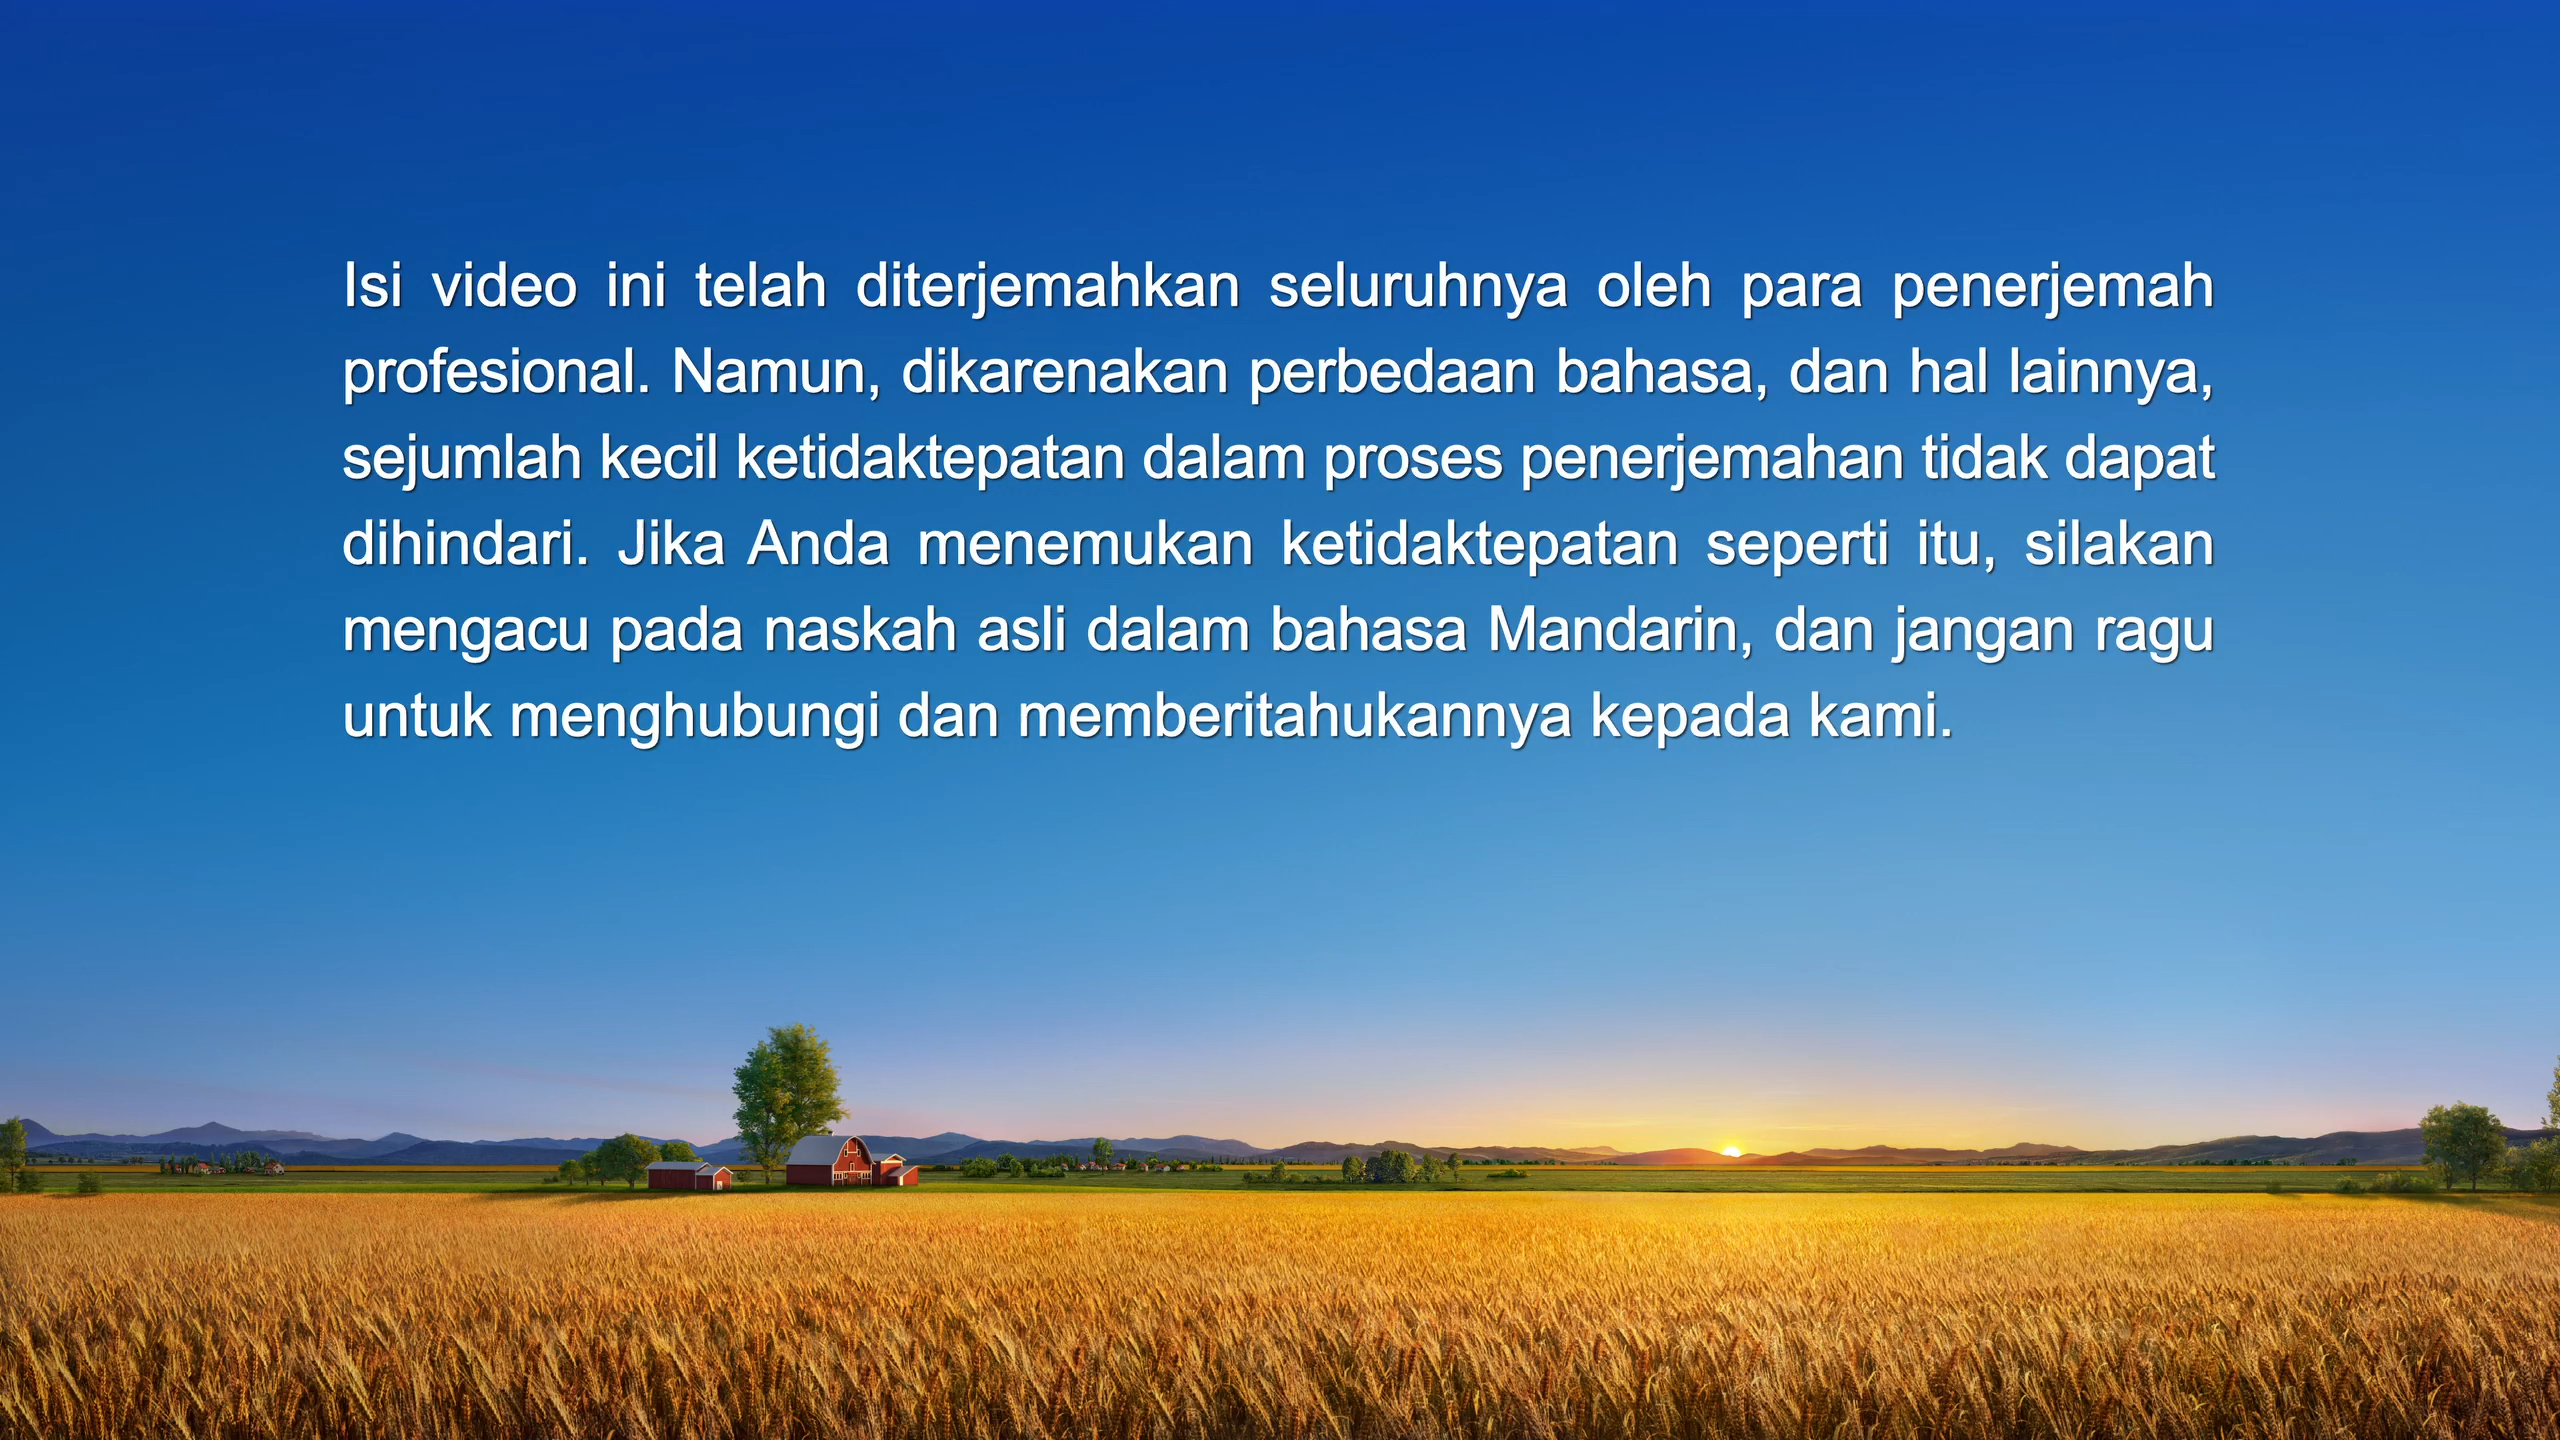 Isi video ini telah diterjemahkan seluruhnya oleh para penerjemah
profesional. Namun, dikarenakan perbedaan bahasa, dan hal lainnya,
sejumlah kecil ketidaktepatan dalam proses penerjemahan tidak dapat
dihindari. Jika Anda menemukan ketidaktepatan seperti itu, silakan
mengacu pada naskah asli dalam bahasa Mandarin, dan jangan ragu
untuk menghubungi dan memberitahukannya kepada kami.